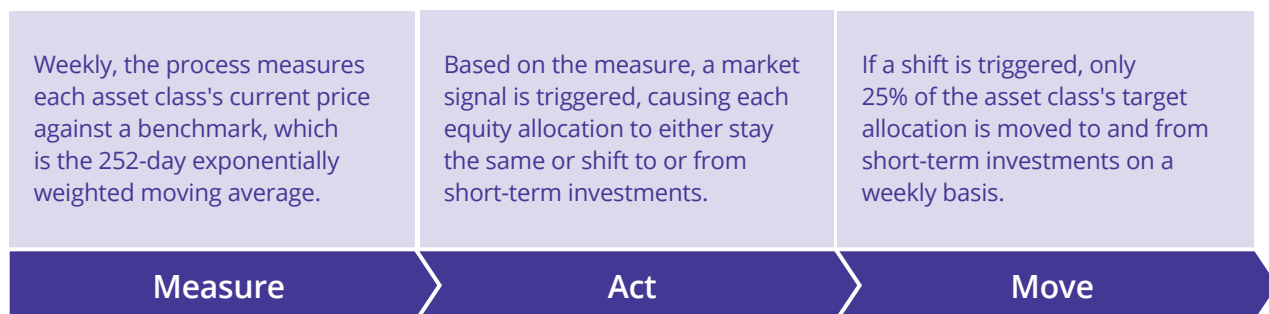 Weekly, the process measures
each asset class's current price
against a benchmark, which
is the 252-day exponentially
weighted moving average.
Based on the measure, a market
signal is triggered, causing each
equity allocation to either stay
the same or shift to or from
short-term investments.
If a shift is triggered, only
25% of the asset class's target
allocation is moved to and from
short-term investments on a
weekly basis.
Measure
Act
Move